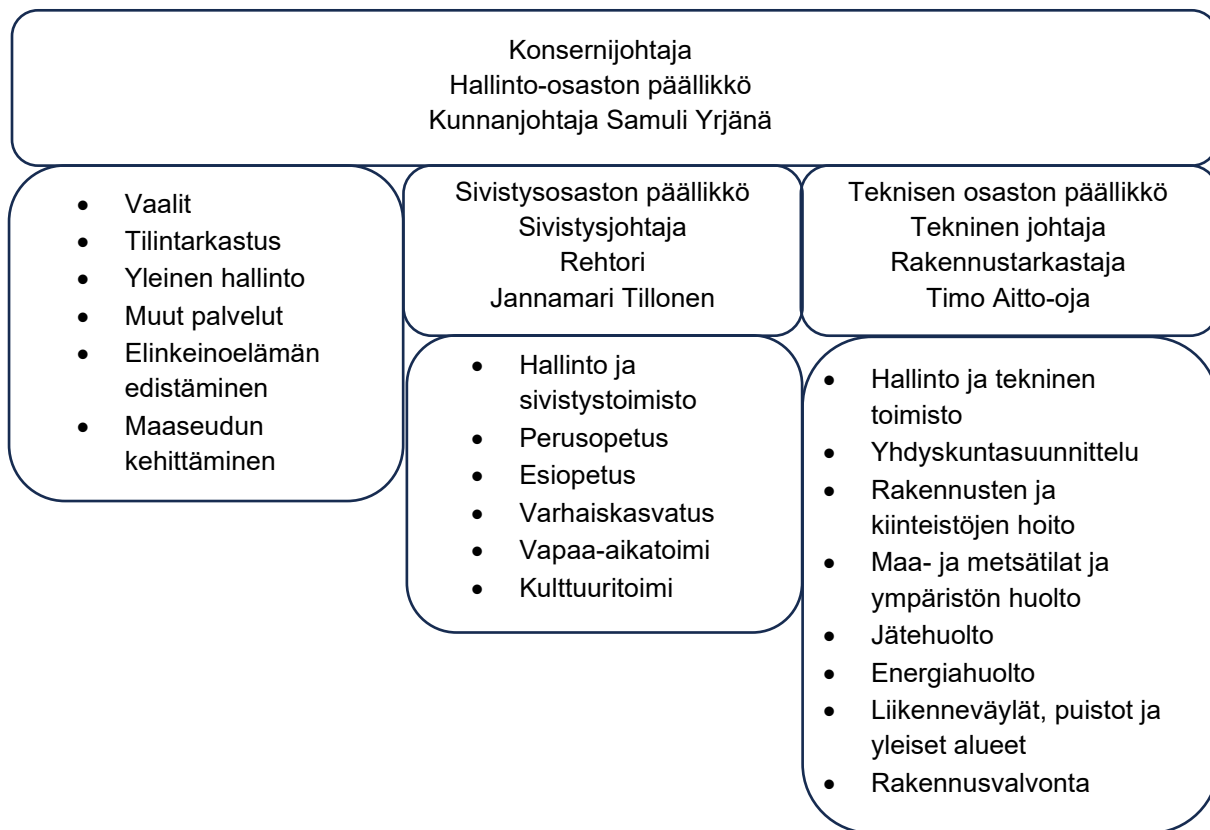 Konsernijohtaja
Hallinto-osaston päällikkö
Kunnanjohtaja Samuli Yrjänä
• Vaalit
• Tilintarkastus
• Yleinen hallinto
• Muut palvelut
• Elinkeinoelämän
edistäminen
• Maaseudun
kehittäminen
Sivistysosaston päällikkö
Sivistysjohtaja
Rehtori
Jannamari Tillonen
• Hallinto ja
sivistystoimisto
• Perusopetus
• Esiopetus
• Varhaiskasvatus
• Vapaa-aikatoimi
• Kulttuuritoimi
Teknisen osaston päällikkö
Tekninen johtaja
Rakennustarkastaja
Timo Aitto-oja
• Hallinto ja tekninen
toimisto
• Yhdyskuntasuunnittelu
• Rakennusten ja
kiinteistöjen hoito
• Maa- ja metsätilat ja
ympäristön huolto
• Jätehuolto
• Energiahuolto
• Liikenneväylät, puistot ja
yleiset alueet
• Rakennusvalvonta